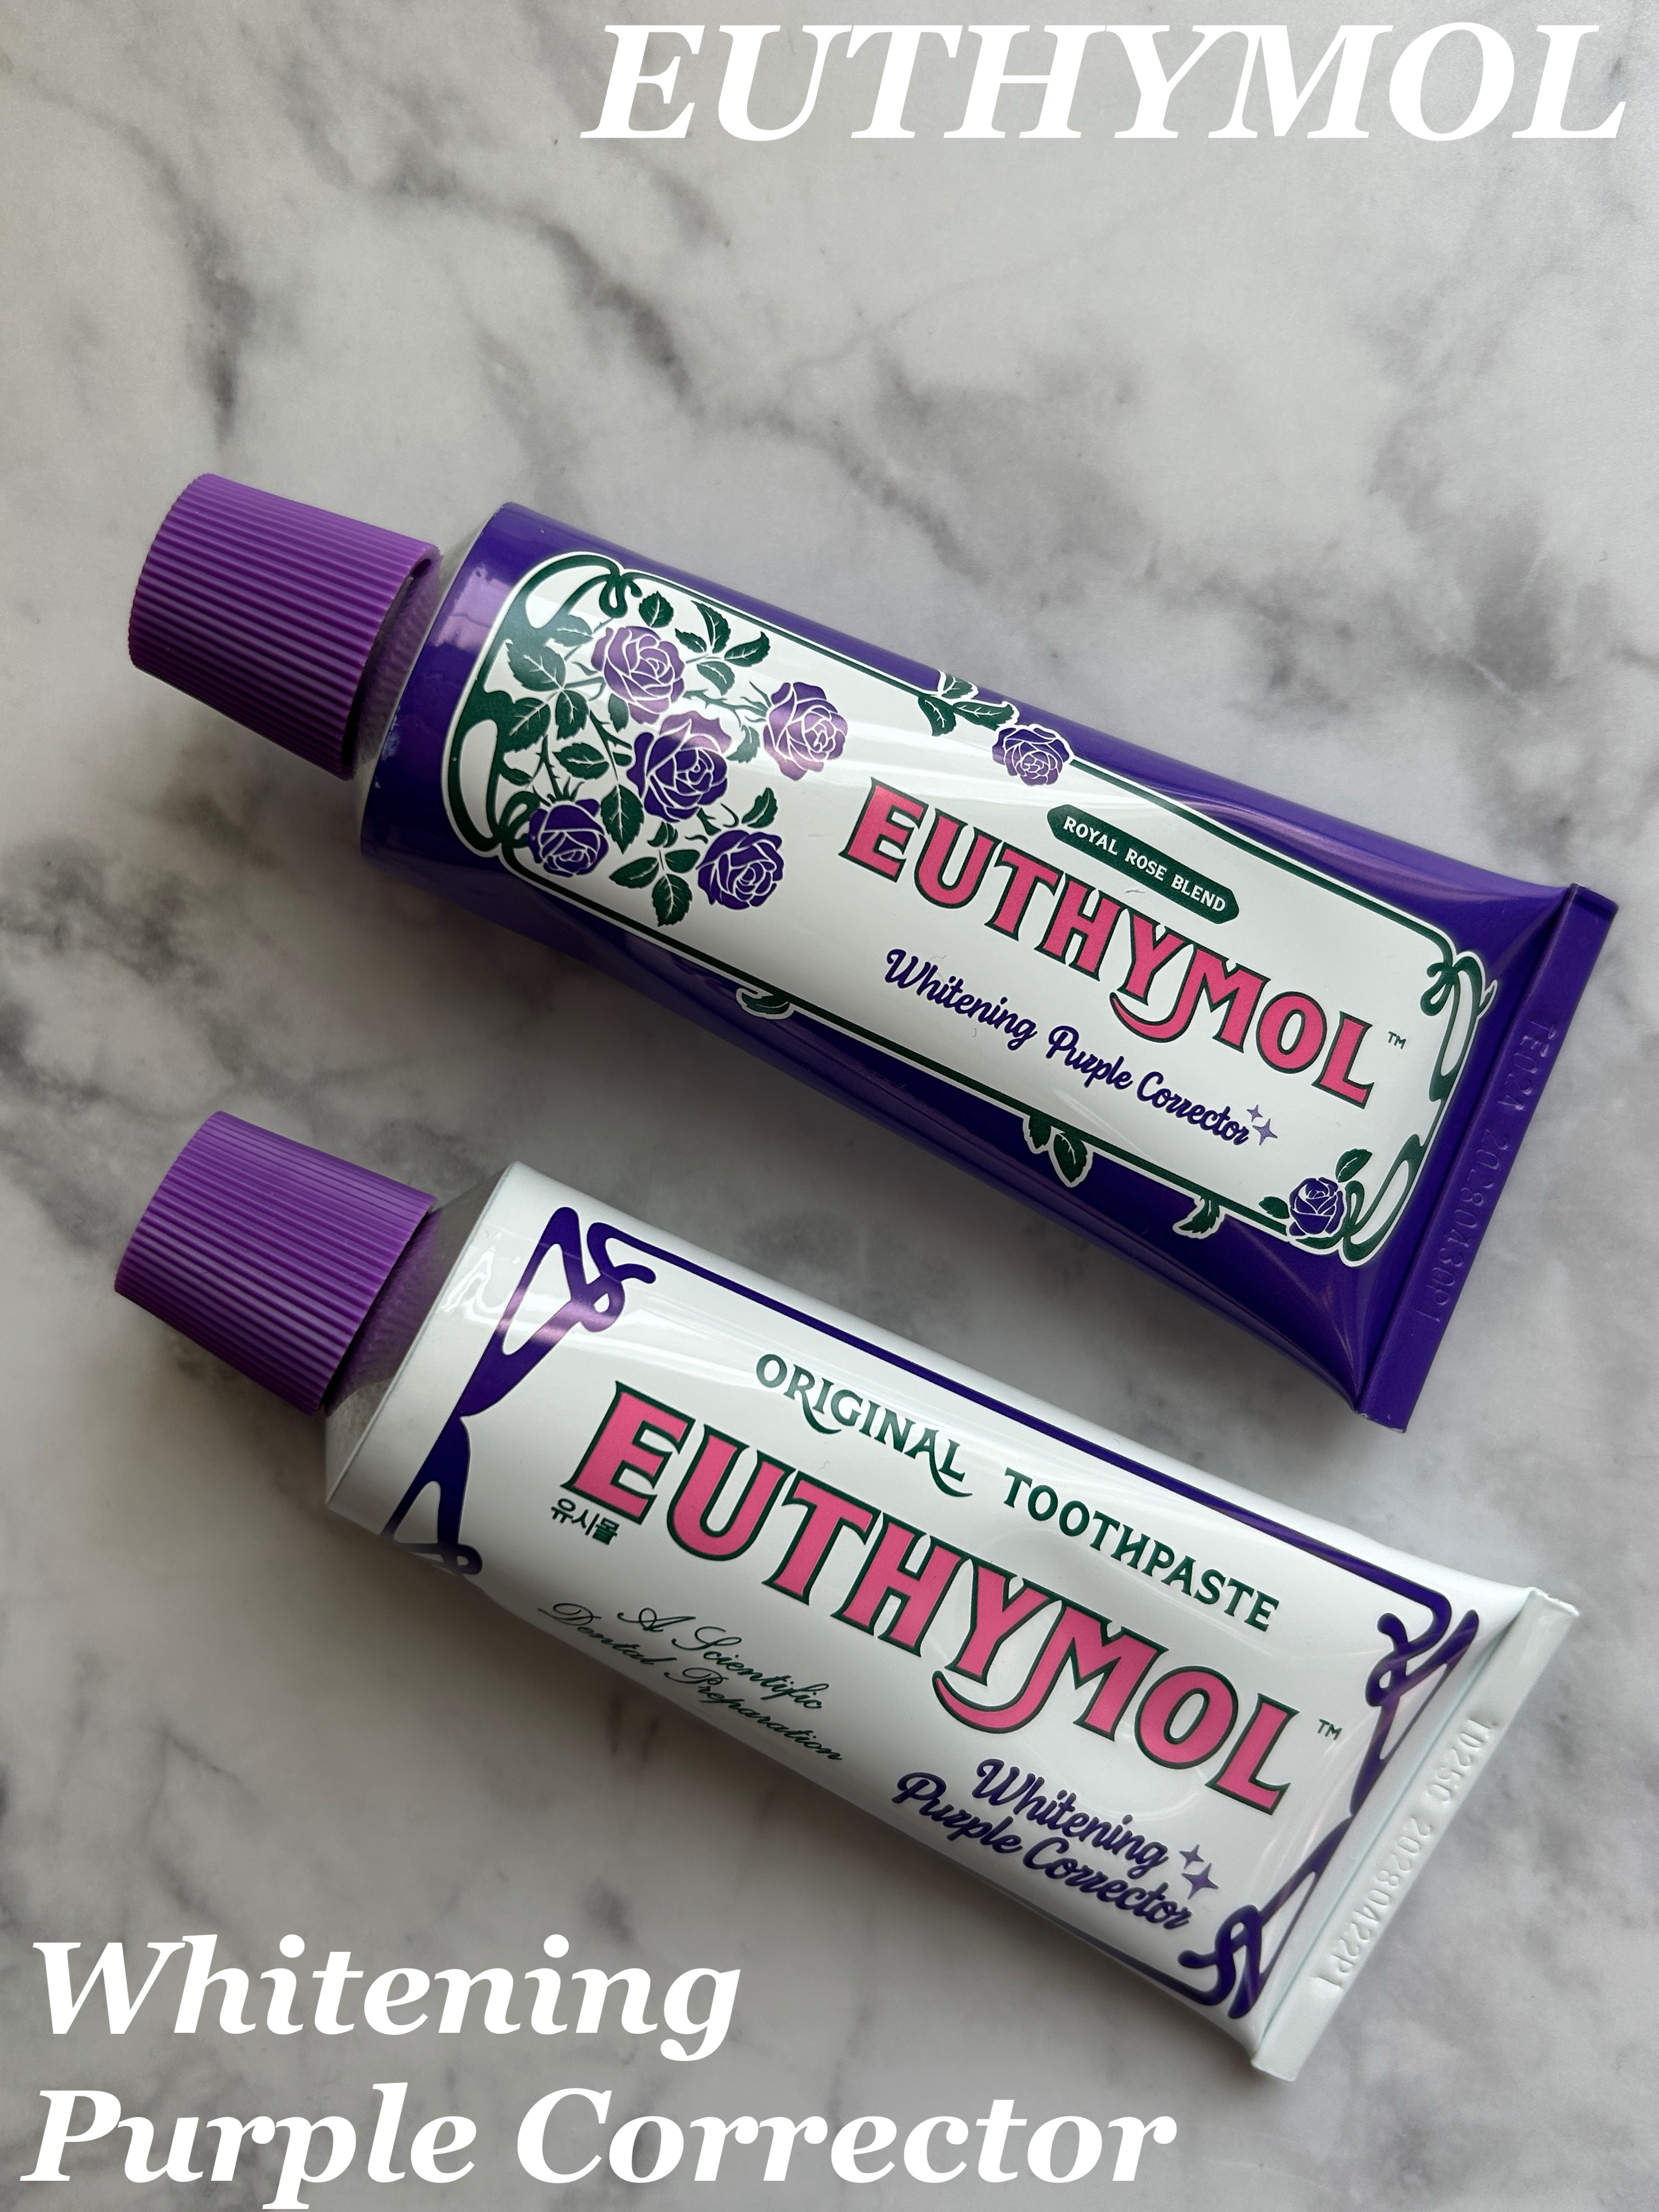 EUTHYMOL
ROYAL ROSE BLEND
EUTHYMOL™
Whitening Purple Corrector
ORIGINAL TOOTHPASTE
EUTHYMOL™
유시몰
A Scientific
Dental Preparation
Whitening
Purple Corrector
Whitening
Purple Corrector